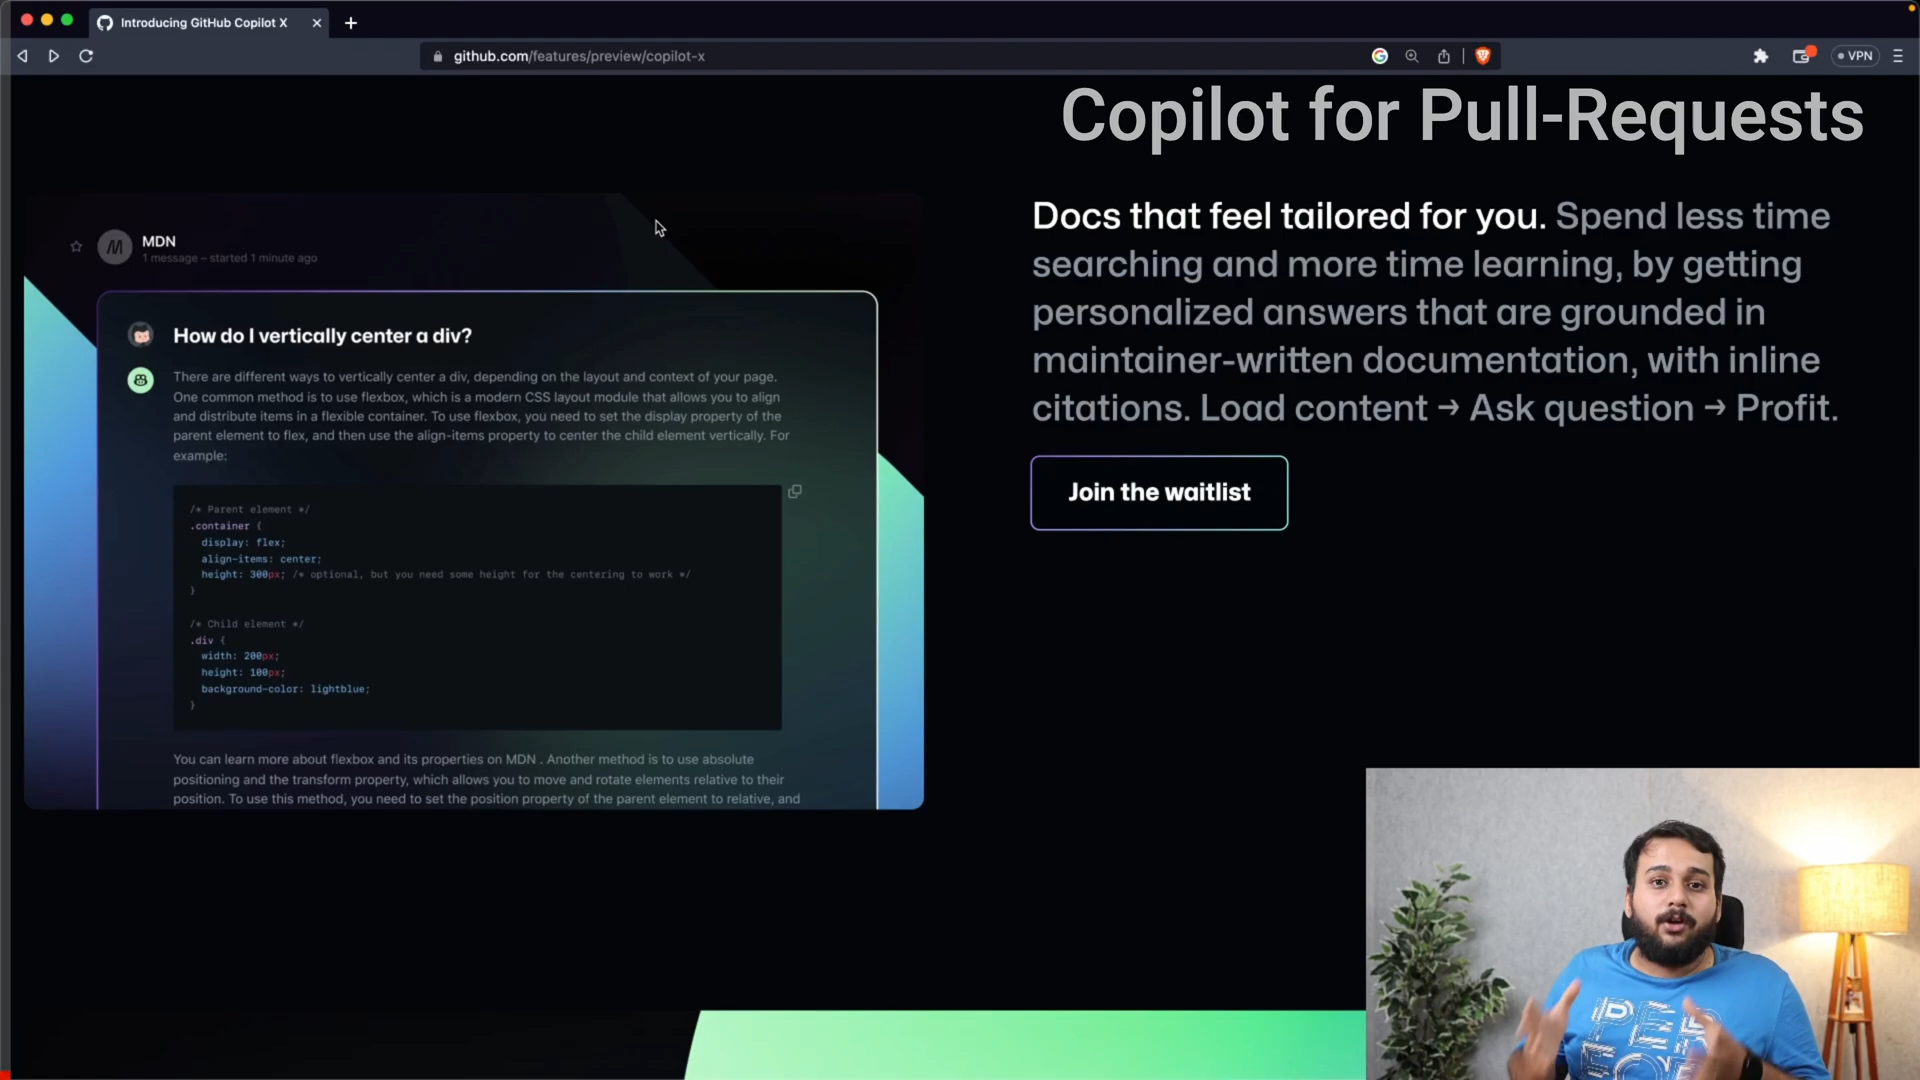 Introducing GitHub Copilot X
github.com/features/preview/copilot-x
VPN
Copilot for Pull-Requests
MDN
1 message – started 1 minute ago
How do I vertically center a div?
There are different ways to vertically center a div, depending on the layout and context of your page.
One common method is to use flexbox, which is a modern CSS layout module that allows you to align
and distribute items in a flexible container. To use flexbox, you need to set the display property of the
parent element to flex, and then use the align-items property to center the child element vertically. For
example:
/* Parent element */
.container {
display: flex;
align-items: center;
height: 300px; /* optional, but you need some height for the centering to work */
}
/* Child element */
.div {
width: 200px;
height: 100px;
background-color: lightblue;
}
You can learn more about flexbox and its properties on MDN . Another method is to use absolute
positioning and the transform property, which allows you to move and rotate elements relative to their
position. To use this method, you need to set the position property of the parent element to relative, and
Docs that feel tailored for you. Spend less time
searching and more time learning, by getting
personalized answers that are grounded in
maintainer-written documentation, with inline
citations. Load content → Ask question → Profit.
Join the waitlist